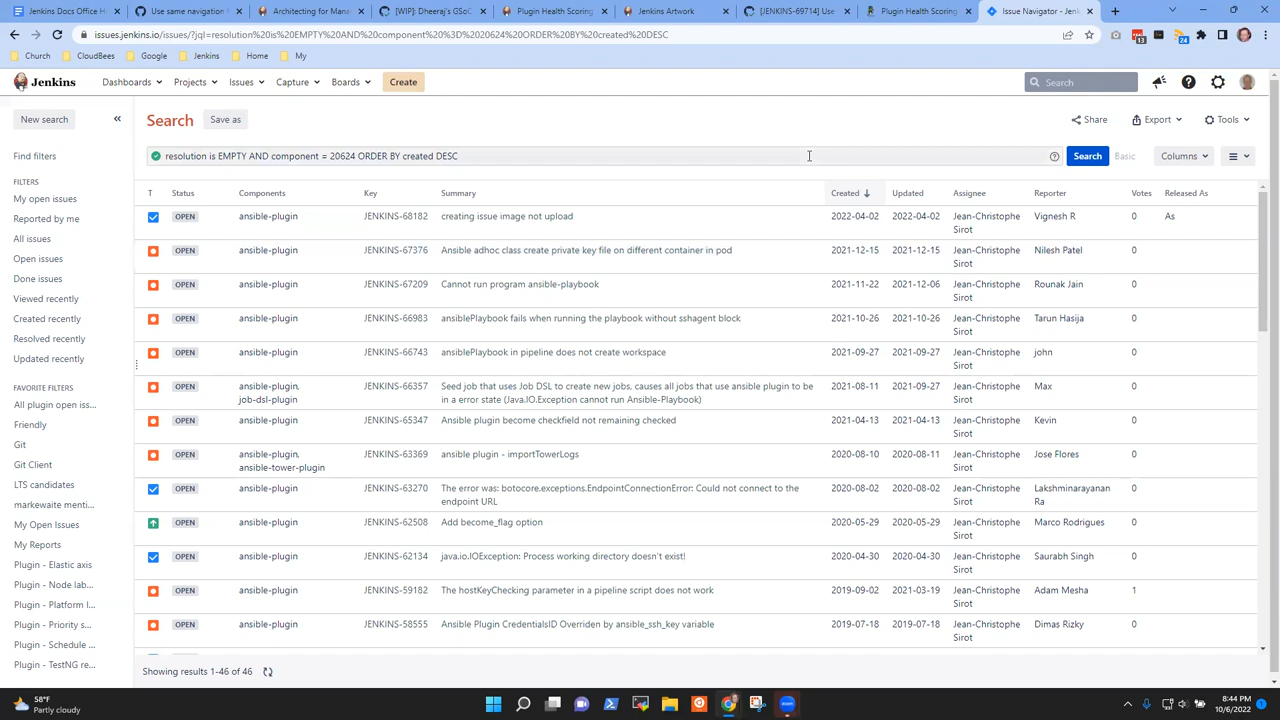 Jenkins Docs Office H
Use same navigation
Architecting for Mana
[WIP]: Dheeraj's GSoC
Plugin Health Scoring
Jenkins Artwork
[JENKINS-69714] Use
Plugin Health Scoring
Issue Navigator - Jenk
issues.jenkins.io/issues/?jql=resolution%20is%20EMPTY%20AND%20component%20%3D%2020624%20ORDER%20BY%20created%20DESC
13
24
Church
CloudBees
Google
Jenkins
Home
My
Jenkins
Dashboards
Projects
Issues
Capture
Boards
Create
Search
New search
Find filters
FILTERS
My open issues
Reported by me
All issues
Open issues
Done issues
Viewed recently
Created recently
Resolved recently
Updated recently
FAVORITE FILTERS
All plugin open iss...
Friendly
Git
Git Client
LTS candidates
markewaite menti...
My Open Issues
My Reports
Plugin - Elastic axis
Plugin - Node lab...
Plugin - Platform l...
Plugin - Priority s...
Plugin - Schedule ...
Plugin - TestNG re...
Search
Save as
Share
Export
Tools
resolution is EMPTY AND component = 20624 ORDER BY created DESC
Search
Basic
Columns
T Status Components Key Summary Created Updated Assignee Reporter Votes Released As
OPEN ansible-plugin JENKINS-68182 creating issue image not upload 2022-04-02 2022-04-02 Jean-Christophe Vignesh R 0 As
Sirot
OPEN ansible-plugin JENKINS-67376 Ansible adhoc class create private key file on different container in pod 2021-12-15 2021-12-15 Jean-Christophe Nilesh Patel 0
Sirot
OPEN ansible-plugin JENKINS-67209 Cannot run program ansible-playbook 2021-11-22 2021-12-06 Jean-Christophe Rounak Jain 0
Sirot
OPEN ansible-plugin JENKINS-66983 ansiblePlaybook fails when running the playbook without sshagent block 2021-10-26 2021-10-26 Jean-Christophe Tarun Hasija 0
Sirot
OPEN ansible-plugin JENKINS-66743 ansiblePlaybook in pipeline does not create workspace 2021-09-27 2021-09-27 Jean-Christophe john 0
Sirot
OPEN ansible-plugin, JENKINS-66357 Seed job that uses Job DSL to create new jobs, causes all jobs that use ansible plugin to be 2021-08-11 2021-09-27 Jean-Christophe Max 0
job-dsl-plugin in a error state (Java.IO.Exception cannot run Ansible-Playbook) Sirot
OPEN ansible-plugin JENKINS-65347 Ansible plugin become checkfield not remaining checked 2021-04-13 2021-04-13 Jean-Christophe Kevin 0
Sirot
OPEN ansible-plugin, JENKINS-63369 ansible plugin - importTowerLogs 2020-08-10 2020-08-11 Jean-Christophe Jose Flores 0
ansible-tower-plugin Sirot
OPEN ansible-plugin JENKINS-63270 The error was: botocore.exceptions.EndpointConnectionError: Could not connect to the 2020-08-02 2020-08-02 Jean-Christophe Lakshminarayanan 0
endpoint URL Sirot Ra
OPEN ansible-plugin JENKINS-62508 Add become_flag option 2020-05-29 2020-05-29 Jean-Christophe Marco Rodrigues 0
Sirot
OPEN ansible-plugin JENKINS-62134 java.io.IOException: Process working directory doesn't exist! 2020-04-30 2020-04-30 Jean-Christophe Saurabh Singh 0
Sirot
OPEN ansible-plugin JENKINS-59182 The hostKeyChecking parameter in a pipeline script does not work 2019-09-02 2021-03-19 Jean-Christophe Adam Mesha 1
Sirot
OPEN ansible-plugin JENKINS-58555 Ansible Plugin CredentialsID Overriden by ansible_ssh_key variable 2019-07-18 2019-07-18 Jean-Christophe Dimas Rizky 0
Sirot
Showing results 1-46 of 46
58°F
Partly cloudy
8:44 PM
10/6/2022